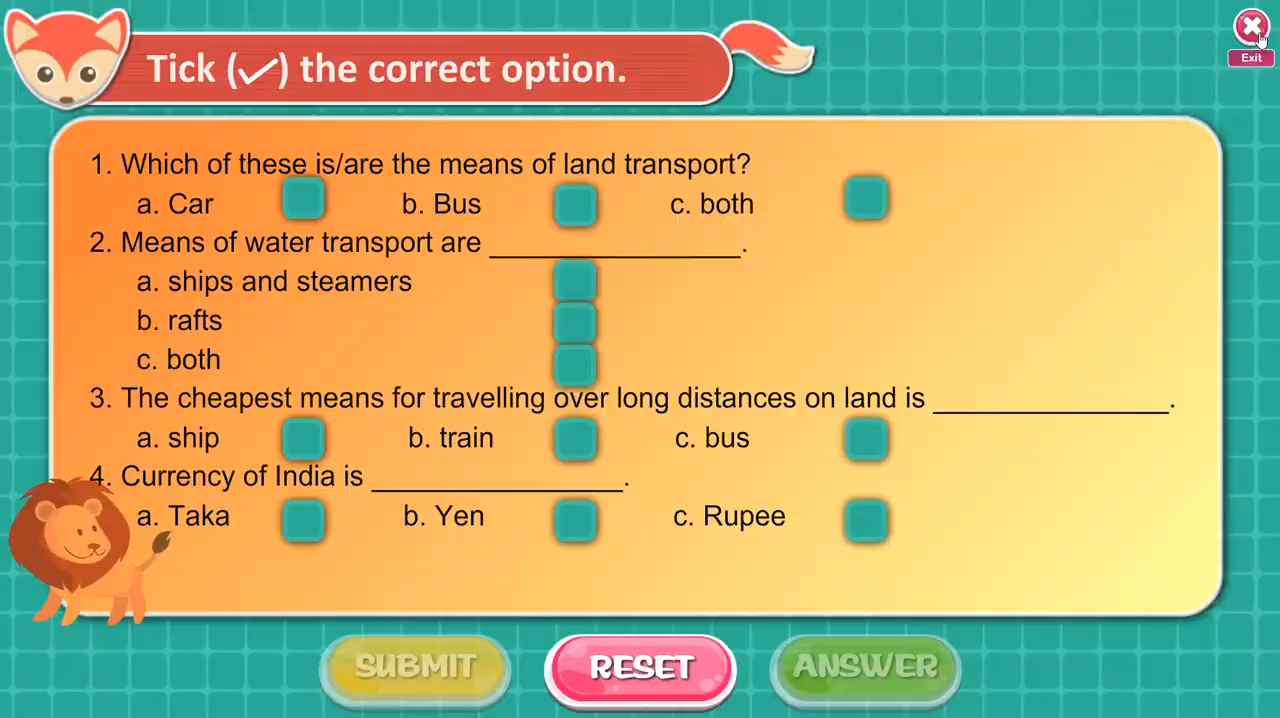 Tick (✓) the correct option.
Exit
1. Which of these is/are the means of land transport?
a. Car b. Bus c. both
2. Means of water transport are ________________.
a. ships and steamers
b. rafts
c. both
3. The cheapest means for travelling over long distances on land is _______________.
a. ship b. train c. bus
4. Currency of India is ________________.
a. Taka b. Yen c. Rupee
SUBMIT RESET ANSWER